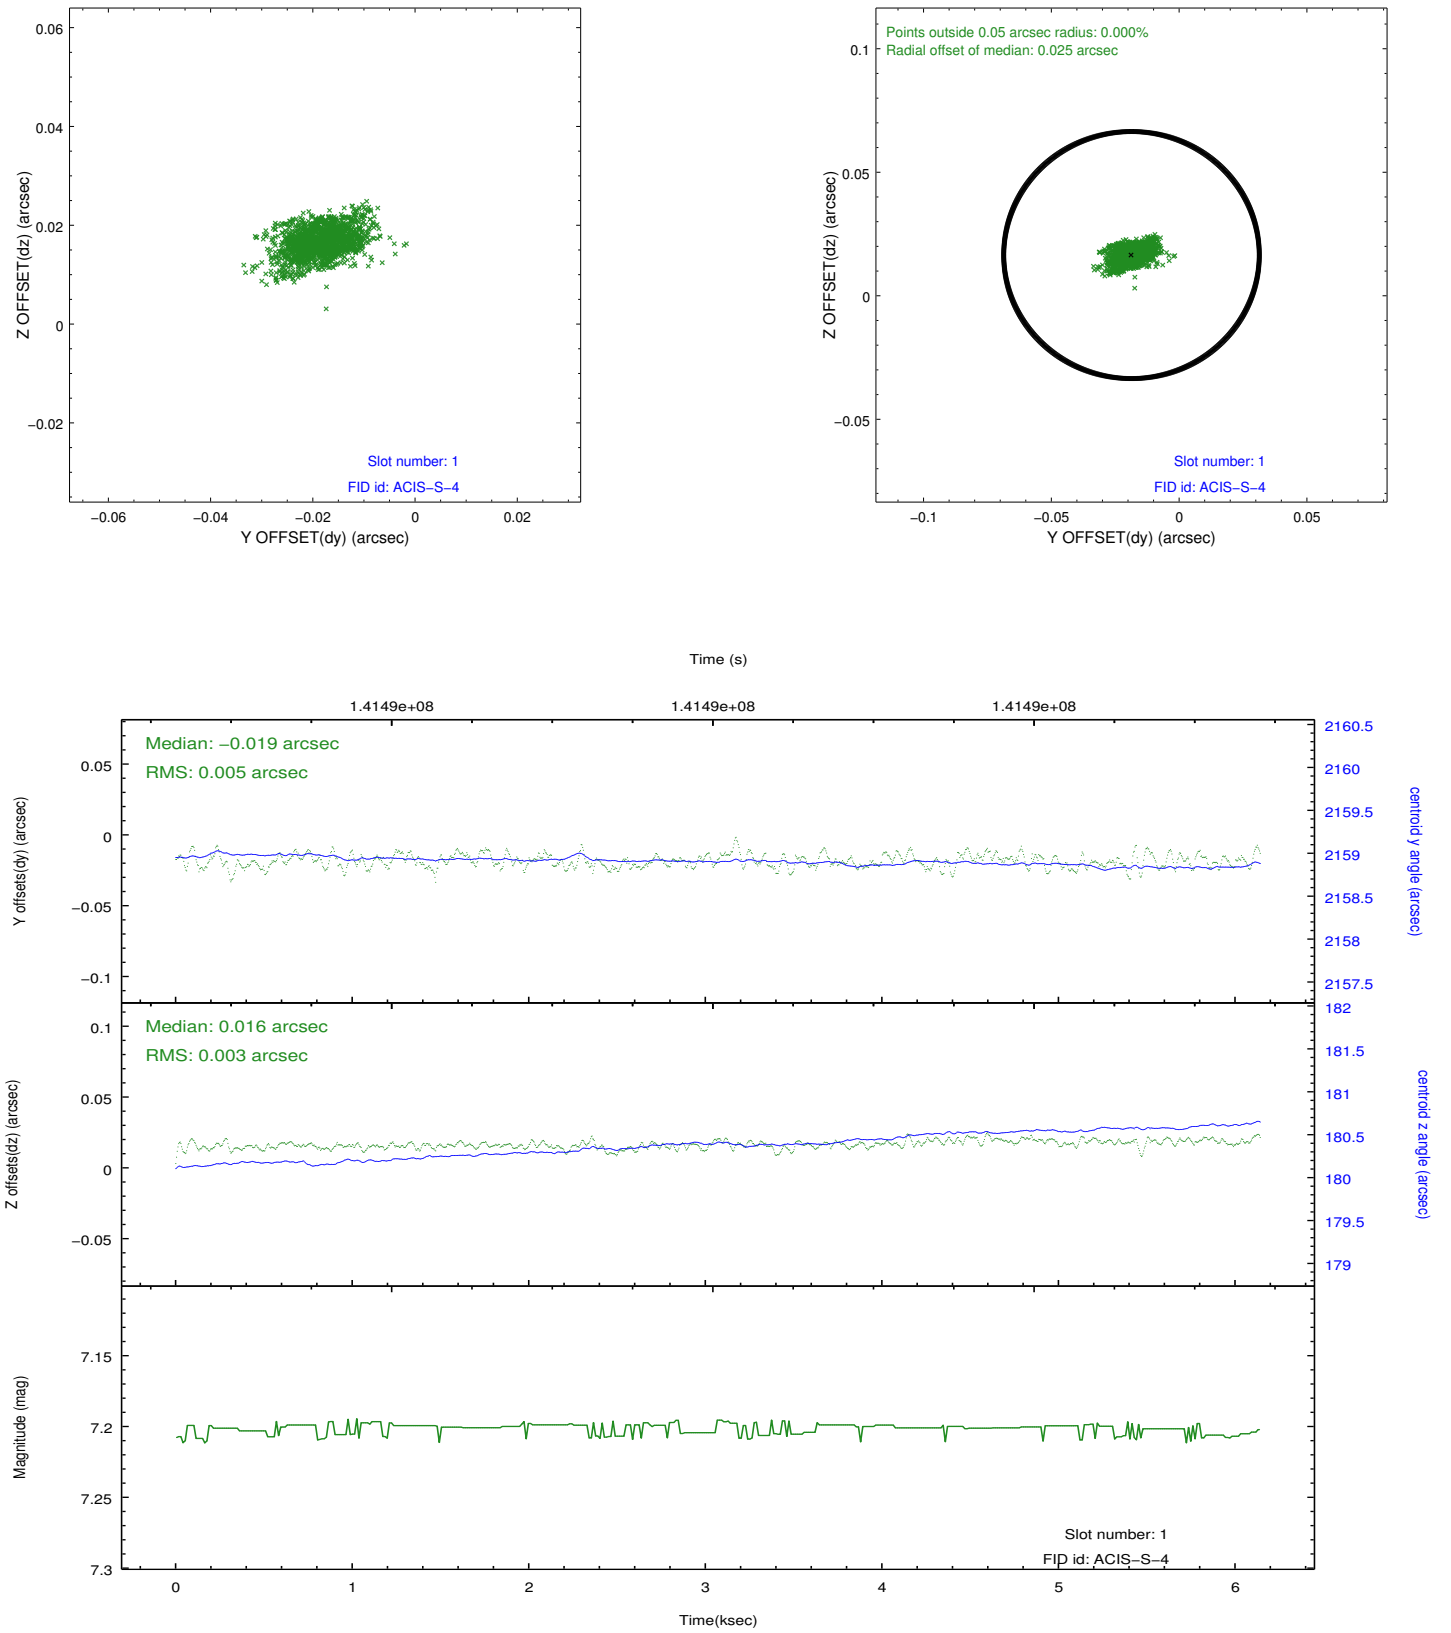 0.06
0.04
0.02
0
−0.02
Z OFFSET(dz) (arcsec)
Slot number: 1
FID id: ACIS−S−4
−0.06 −0.04 −0.02 0 0.02
Y OFFSET(dy) (arcsec)
Points outside 0.05 arcsec radius: 0.000%
Radial offset of median: 0.025 arcsec
0.1
0.05
0
−0.05
Z OFFSET(dz) (arcsec)
Slot number: 1
FID id: ACIS−S−4
−0.1 −0.05 0 0.05
Y OFFSET(dy) (arcsec)
Time (s)
1.4149e+08 1.4149e+08 1.4149e+08
Median: −0.019 arcsec
RMS: 0.005 arcsec
0.05
0
−0.05
−0.1
Y offsets(dy) (arcsec)
2160.5
2160
2159.5
2159
2158.5
2158
2157.5
centroid y angle (arcsec)
Median: 0.016 arcsec
RMS: 0.003 arcsec
0.1
0.05
0
−0.05
Z offsets(dz) (arcsec)
182
181.5
181
180.5
180
179.5
179
centroid z angle (arcsec)
7.15
7.2
7.25
7.3
Magnitude (mag)
Slot number: 1
FID id: ACIS−S−4
0 1 2 3 4 5 6
Time(ksec)